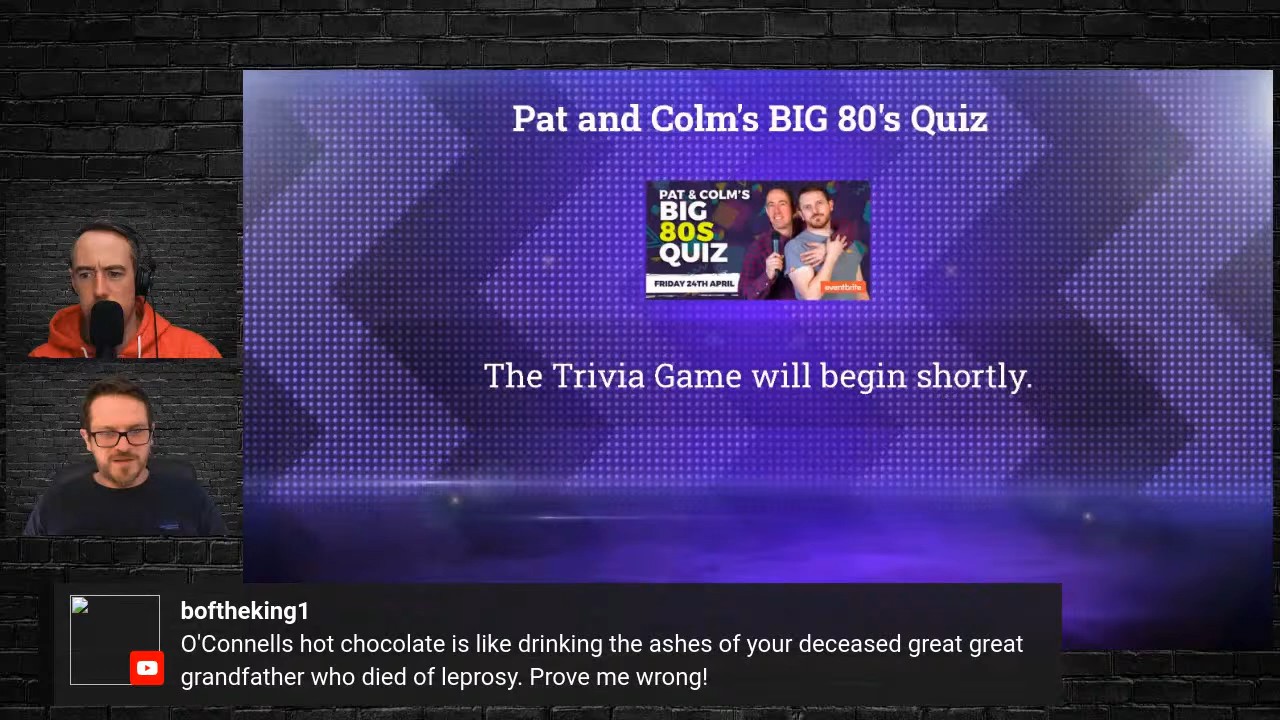 Pat and Colm's BIG 80's Quiz
PAT & COLM'S
BIG
80S
QUIZ
FRIDAY 24TH APRIL
eventbrite
The Trivia Game will begin shortly.
boftheking1
O'Connells hot chocolate is like drinking the ashes of your deceased great great
grandfather who died of leprosy. Prove me wrong!